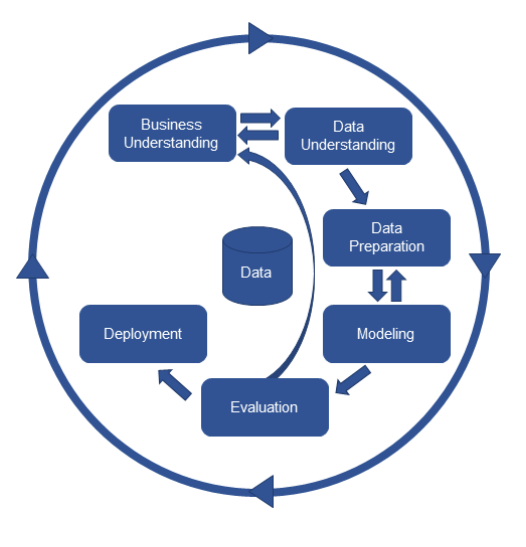 Business
Understanding
Data
Understanding
Data
Preparation
Data
Deployment
Modeling
Evaluation